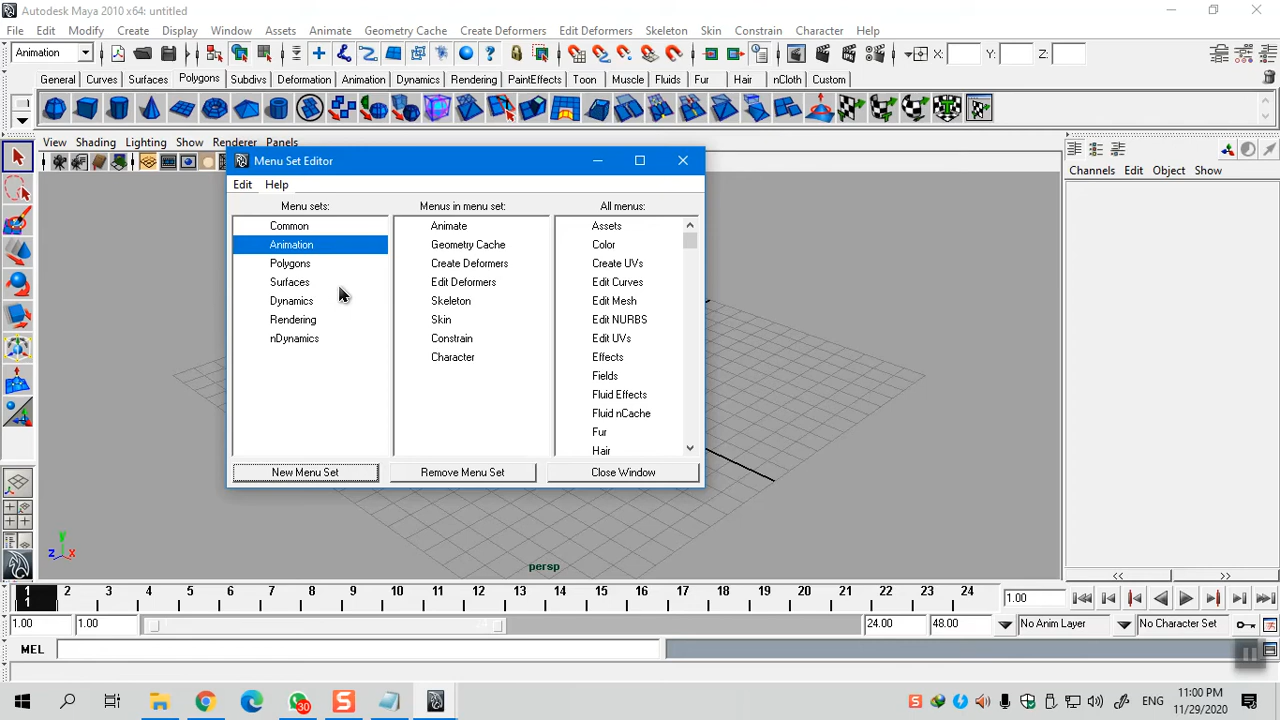 Autodesk Maya 2010 x64: untitled
File Edit Modify Create Display Window Assets Animate Geometry Cache Create Deformers Edit Deformers Skeleton Skin Constrain Character Help
Animation X: Y: Z:
General Curves Surfaces Polygons Subdivs Deformation Animation Dynamics Rendering PaintEffects Toon Muscle Fluids Fur Hair nCloth Custom
View Shading Lighting Show Renderer Panels
Channels Edit Object Show
Menu Set Editor
Edit Help
Menu sets: Menus in menu set: All menus:
Common Animate Assets
Animation Geometry Cache Color
Polygons Create Deformers Create UVs
Surfaces Edit Deformers Edit Curves
Dynamics Skeleton Edit Mesh
Rendering Skin Edit NURBS
nDynamics Constrain Edit UVs
Character Effects
Fields
Fluid Effects
Fluid nCache
Fur
Hair
New Menu Set Remove Menu Set Close Window
y
z x
persp
<< >>
1 2 3 4 5 6 7 8 9 10 11 12 13 14 15 16 17 18 19 20 21 22 23 24
1 1.00
1.00 1.00 24.00 48.00 No Anim Layer No Character Set
MEL
30 ENG 11:00 PM
11/29/2020